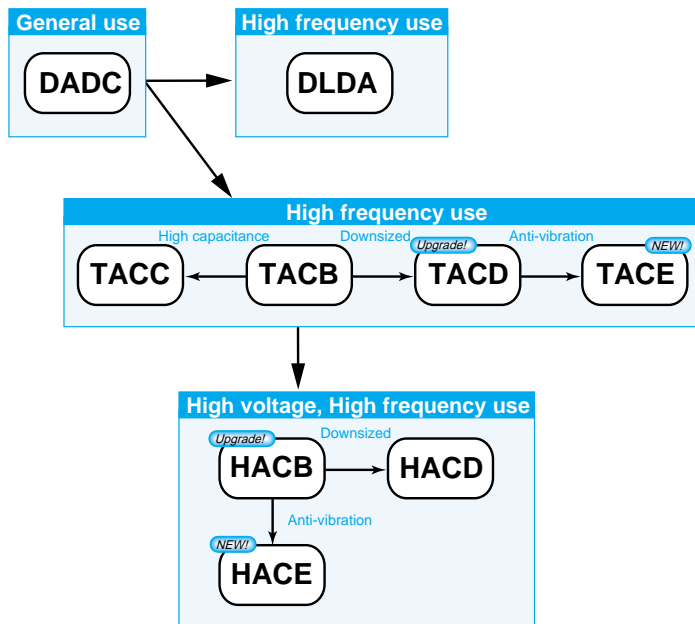 General use
DADC
High frequency use
DLDA
High frequency use
High capacitance
Downsized
Anti-vibration
Upgrade!
NEW!
TACC
TACB
TACD
TACE
High voltage, High frequency use
Downsized
Upgrade!
HACB
HACD
Anti-vibration
NEW!
HACE